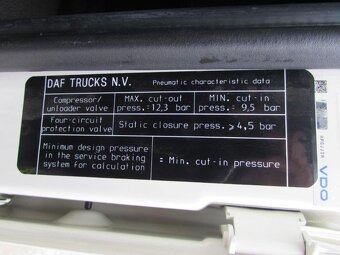 DAF TRUCKS N.V. Pneumatic characteristic data
Compressor/ MAX. cut-out MIN. cut-in
unloader valve press.:12,3 bar press.: 9,5 bar
Four-circuit
protection valve Static closure press. ⩾4,5 bar
Minimum design pressure
in the service braking = Min. cut-in pressure
system for calculation
VDO